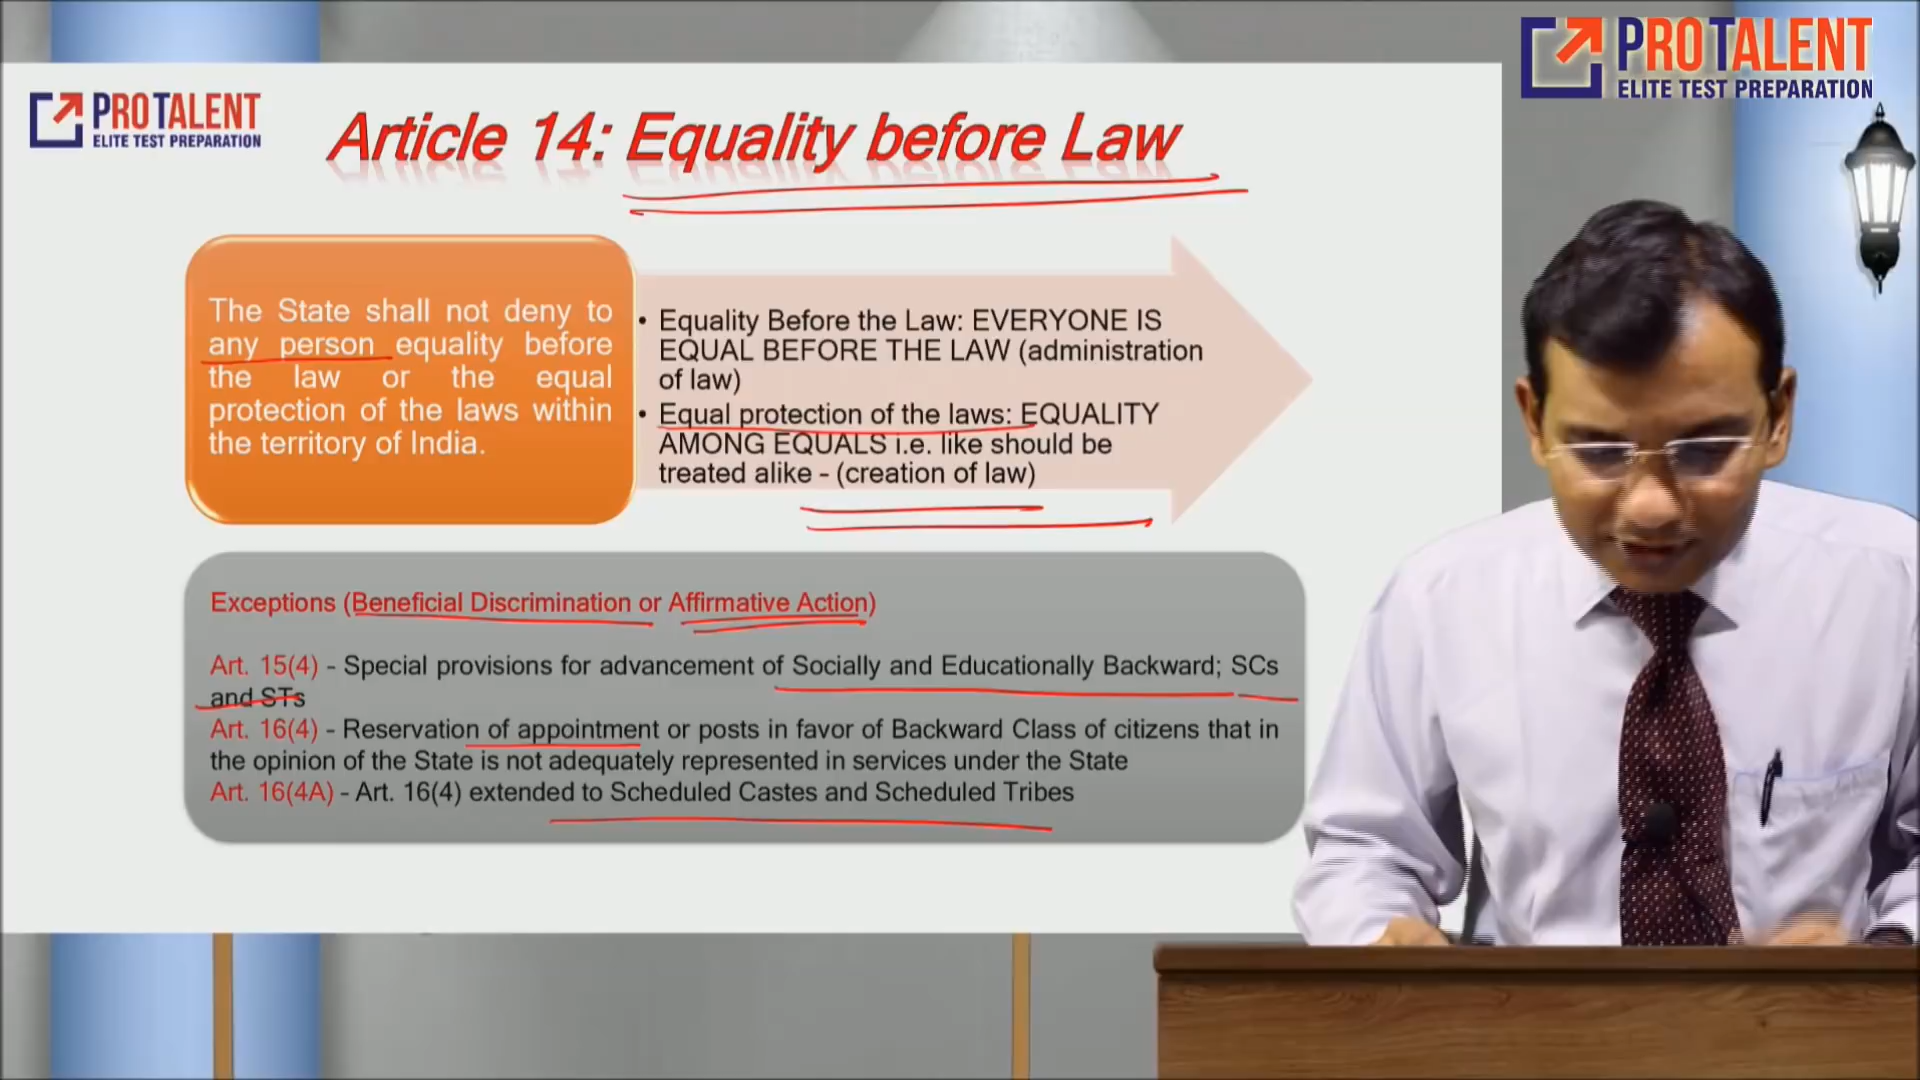 PROTALENT
ELITE TEST PREPARATION
PROTALENT
ELITE TEST PREPARATION
Article 14: Equality before Law
The State shall not deny to
any person equality before
the law or the equal
protection of the laws within
the territory of India.
• Equality Before the Law: EVERYONE IS
EQUAL BEFORE THE LAW (administration
of law)
• Equal protection of the laws: EQUALITY
AMONG EQUALS i.e. like should be
treated alike - (creation of law)
Exceptions (Beneficial Discrimination or Affirmative Action)
Art. 15(4) - Special provisions for advancement of Socially and Educationally Backward; SCs
and STs
Art. 16(4) - Reservation of appointment or posts in favor of Backward Class of citizens that in
the opinion of the State is not adequately represented in services under the State
Art. 16(4A) - Art. 16(4) extended to Scheduled Castes and Scheduled Tribes